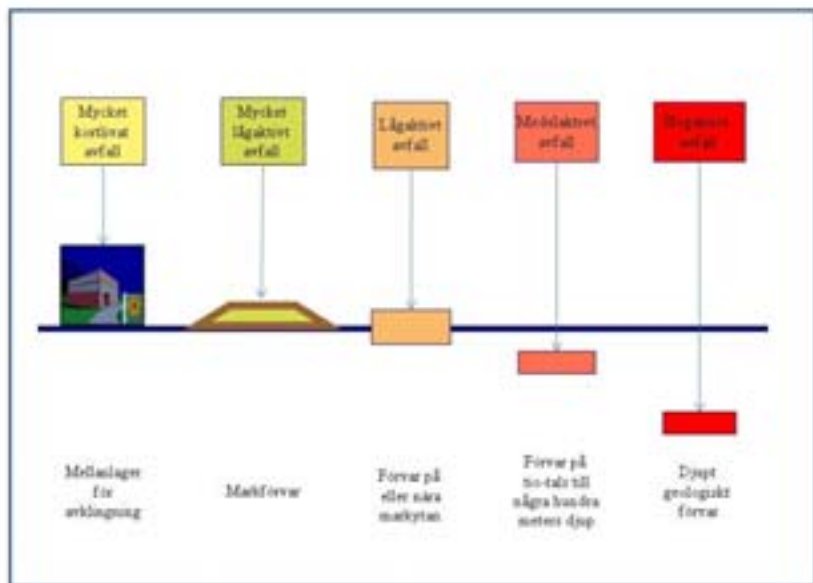 Mycket
kortlivat
avfall
Mycket
lågaktivt
avfall
Lågaktivt
avfall
Medelaktivt
avfall
Högaktivt
avfall
Mellanlager
för
avklingning
Markförvar
Förvar på
eller nära
markytan
Förvar på
tio-tals till
några hundra
meters djup
Djupt
geologiskt
förvar